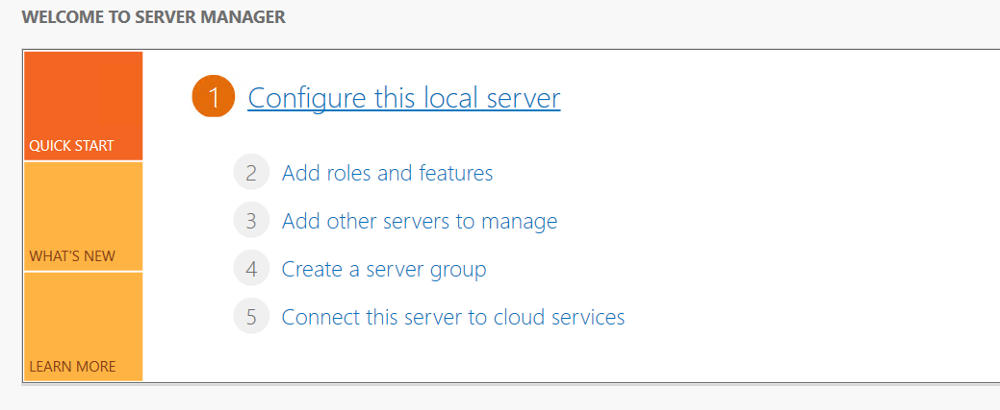 WELCOME TO SERVER MANAGER
QUICK START
WHAT'S NEW
LEARN MORE
1 Configure this local server
2 Add roles and features
3 Add other servers to manage
4 Create a server group
5 Connect this server to cloud services